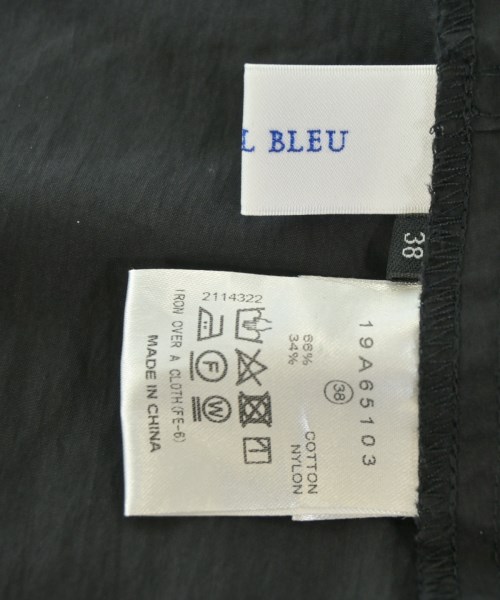 L BLEU
38
19A65103
38
66% COTTON
34% NYLON
2114322
F
W
IRON OVER A CLOTH(FE-6)
MADE IN CHINA